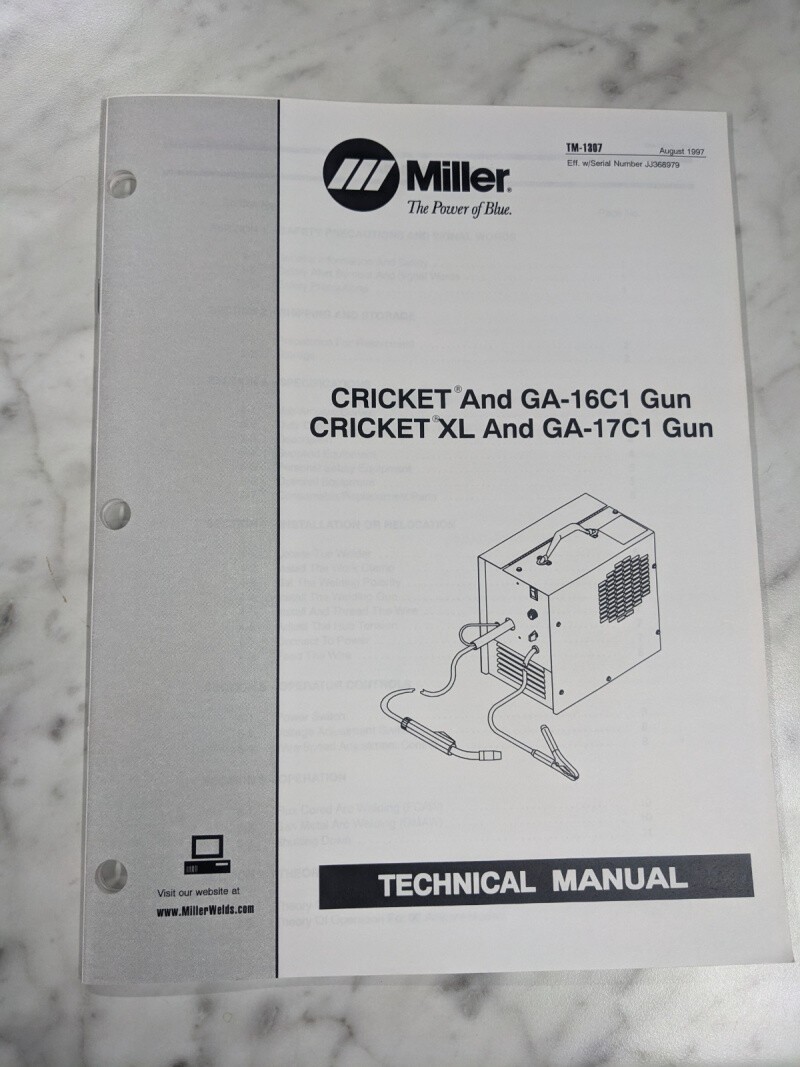 TM-1307
August 1997
Eff. w/Serial Number JJ368979
Miller®
The Power of Blue.
CRICKET® And GA-16C1 Gun
CRICKET® XL And GA-17C1 Gun
Visit our website at
www.MillerWelds.com
TECHNICAL MANUAL